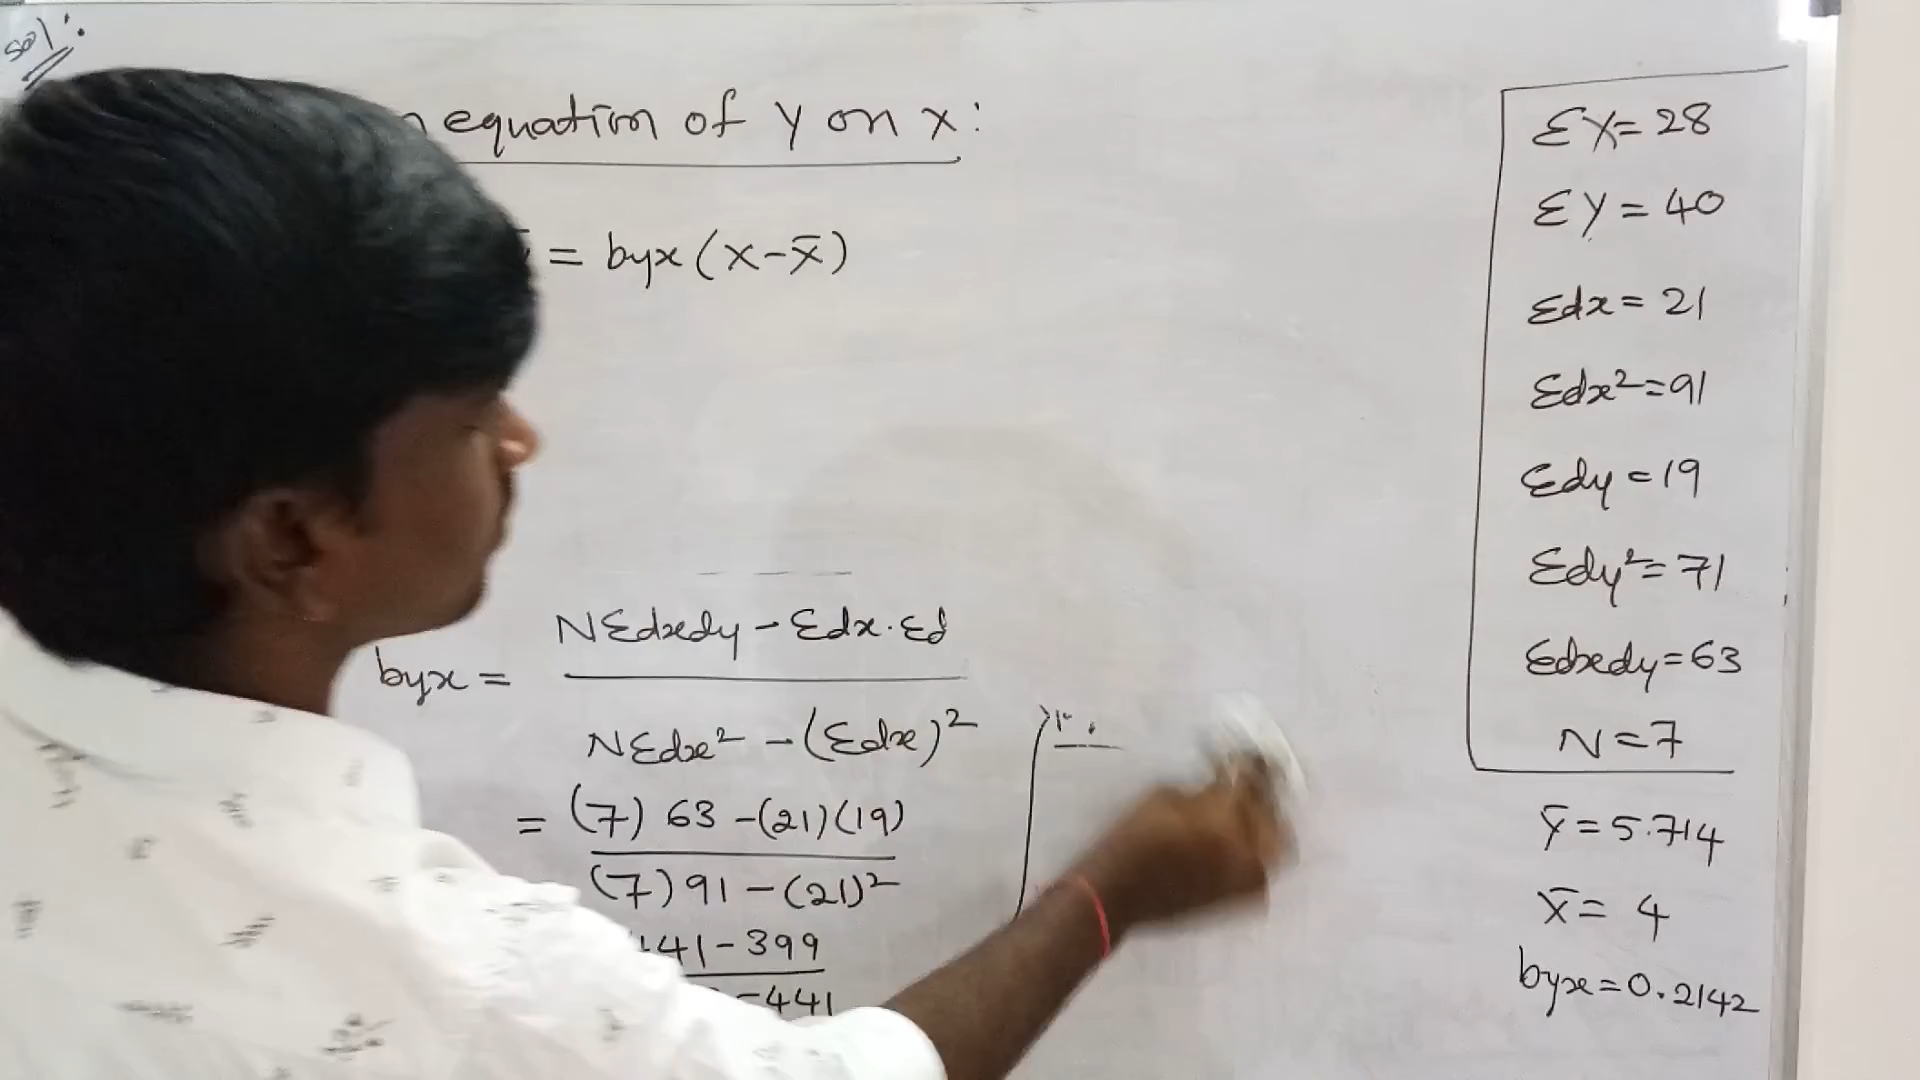 Sol:
equation of y on x:
= byx (x-x̄)
byx = NΣdxdy - Σdx.Σd
NΣdx² - (Σdx)²
= (7) 63 -(21)(19)
(7) 91 - (21)²
441-399
-441
ΣX= 28
ΣY = 40
Σdx= 21
Σdx²=91
Σdy =19
Σdy²= 71
Σdxdy=63
N =7
ȳ = 5.714
x̄= 4
byx=0.2142